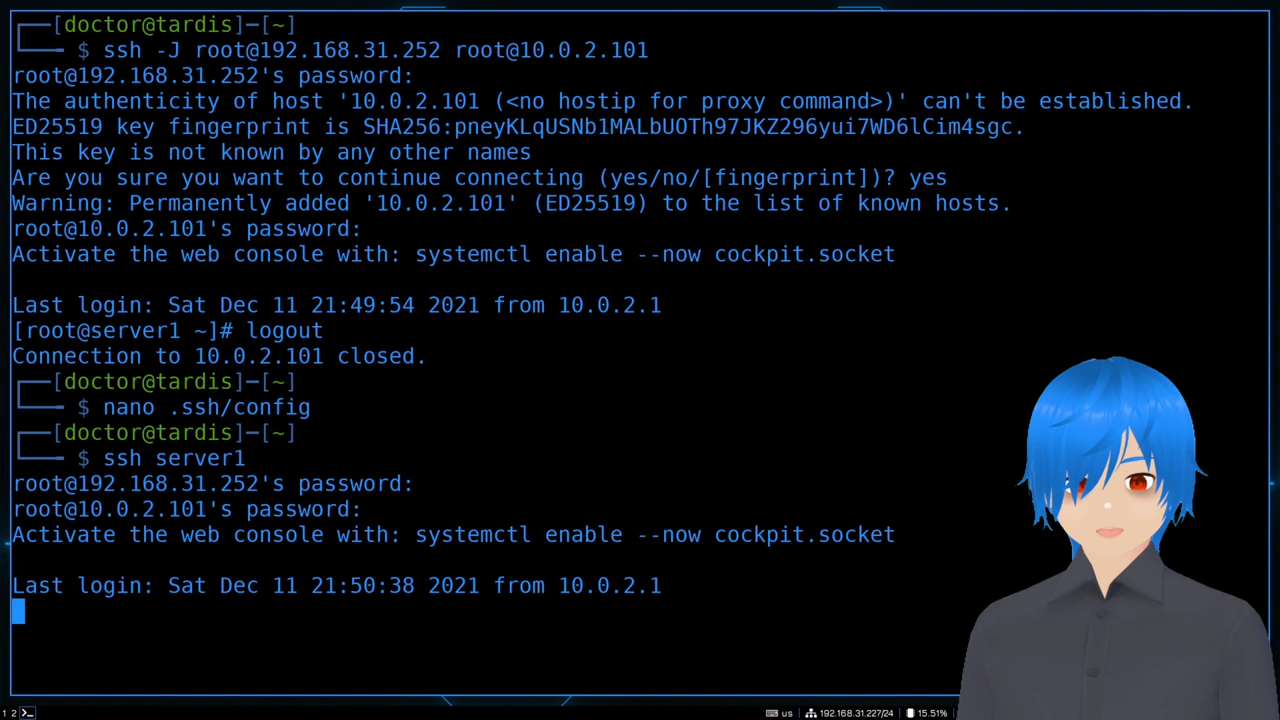 ┌──[doctor@tardis]─[~]
└── $ ssh -J root@192.168.31.252 root@10.0.2.101
root@192.168.31.252's password:
The authenticity of host '10.0.2.101 (<no hostip for proxy command>)' can't be established.
ED25519 key fingerprint is SHA256:pneyKLqUSNb1MALbUOTh97JKZ296yui7WD6lCim4sgc.
This key is not known by any other names
Are you sure you want to continue connecting (yes/no/[fingerprint])? yes
Warning: Permanently added '10.0.2.101' (ED25519) to the list of known hosts.
root@10.0.2.101's password:
Activate the web console with: systemctl enable --now cockpit.socket
Last login: Sat Dec 11 21:49:54 2021 from 10.0.2.1
[root@server1 ~]# logout
Connection to 10.0.2.101 closed.
┌──[doctor@tardis]─[~]
└── $ nano .ssh/config
┌──[doctor@tardis]─[~]
└── $ ssh server1
root@192.168.31.252's password:
root@10.0.2.101's password:
Activate the web console with: systemctl enable --now cockpit.socket
Last login: Sat Dec 11 21:50:38 2021 from 10.0.2.1
1 2 us 192.168.31.227/24 15.51%